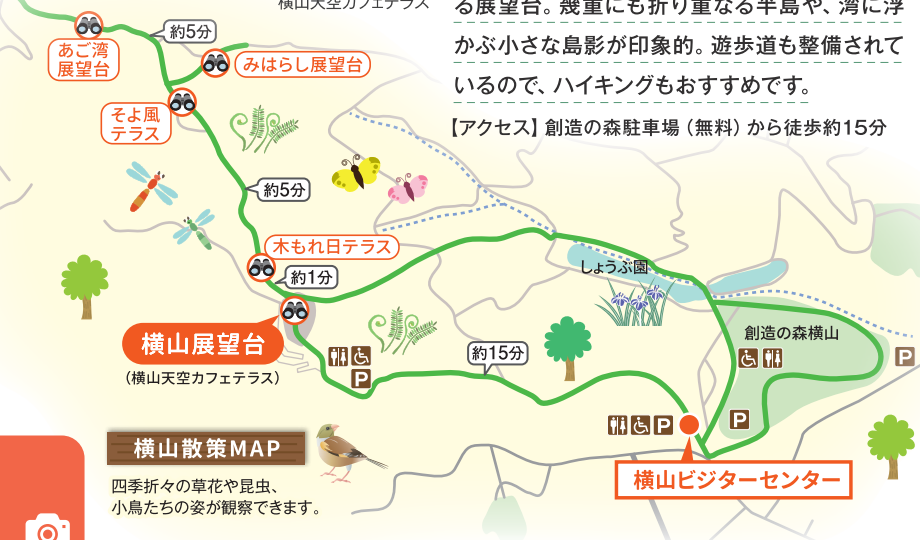 横山天空カフェテラス
る展望台。幾重にも折り重なる半島や、湾に浮
かぶ小さな島影が印象的。遊歩道も整備されて
いるので、ハイキングもおすすめです。
【アクセス】創造の森駐車場（無料）から徒歩約15分
約5分
あご湾
展望台
みはらし展望台
そよ風
テラス
約5分
木もれ日テラス
約1分
しょうぶ園
横山展望台
（横山天空カフェテラス）
P
約15分
創造の森横山
P
P
P
横山ビジターセンター
横山散策MAP
四季折々の草花や昆虫、
小鳥たちの姿が観察できます。